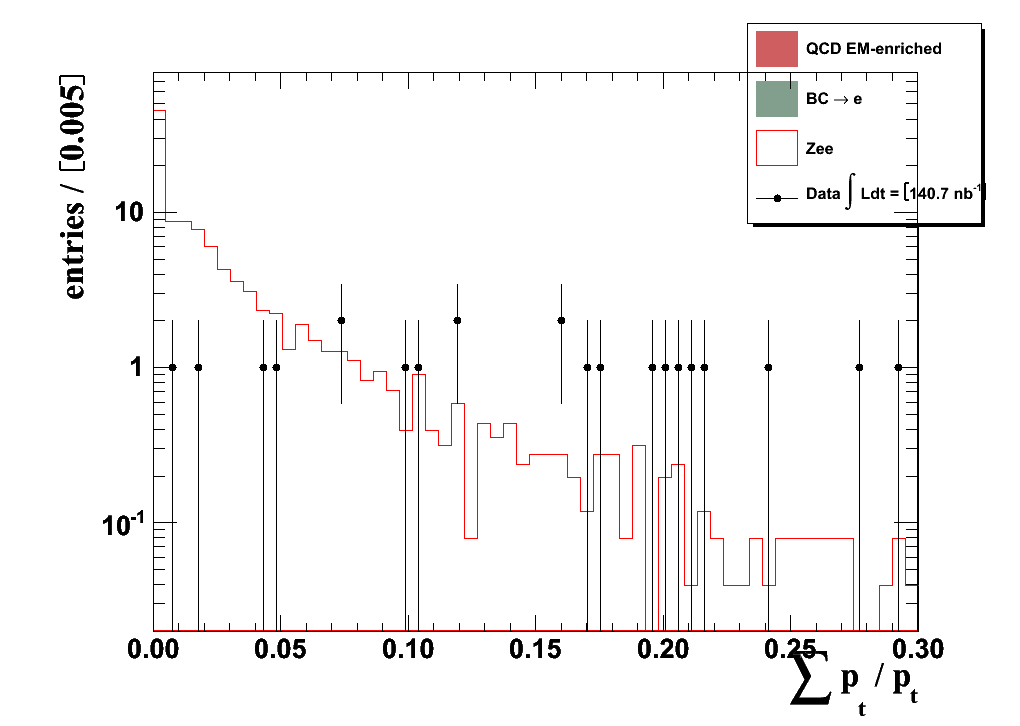 QCD EM-enriched
BC → e
Zee
Data ∫ Ldt = [140.7 nb⁻¹]
entries / [0.005]
10
1
10⁻¹
0.00 0.05 0.10 0.15 0.20 0.25 0.30
∑ pₜ / pₜ